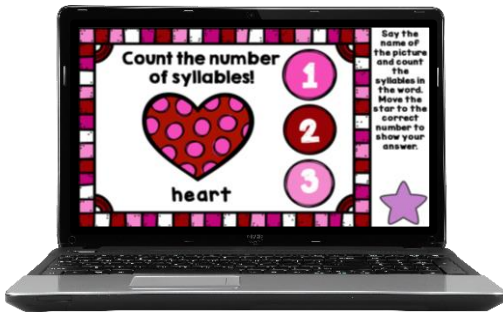 Count the number
of syllables!
1
2
3
heart
Say the
name of
the picture
and count
the
syllables in
the word.
Move the
star to the
correct
number to
show your
answer.